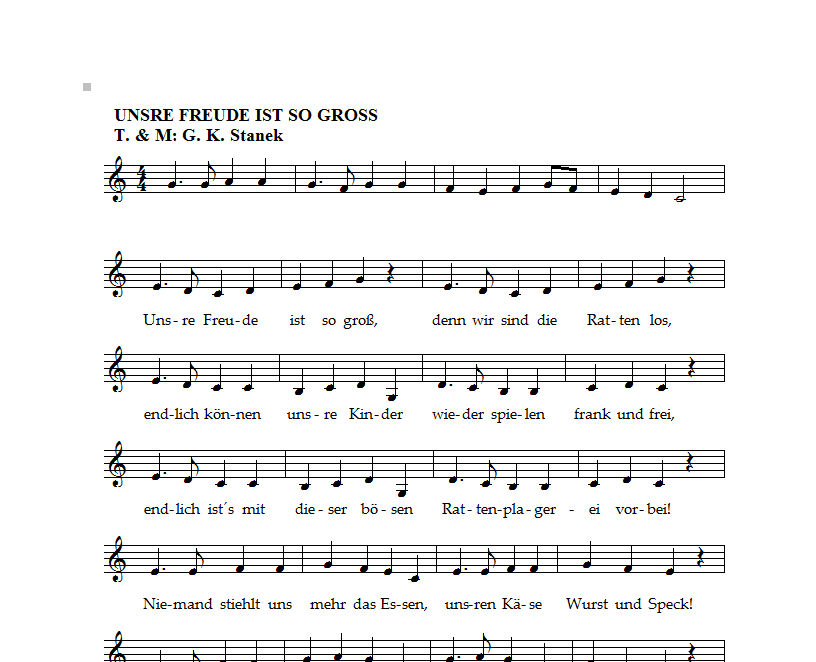 UNSRE FREUDE IST SO GROSS
T. & M: G. K. Stanek
4
4
Uns- re Freu- de ist so groß, denn wir sind die Rat- ten los,
end-lich kön-nen uns- re Kin- der wie-der spie- len frank und frei,
end-lich ist´s mit die- ser bö- sen Rat- ten-pla- ger - ei vor- bei!
Nie-mand stiehlt uns mehr das Es- sen, uns-ren Kä- se Wurst und Speck!